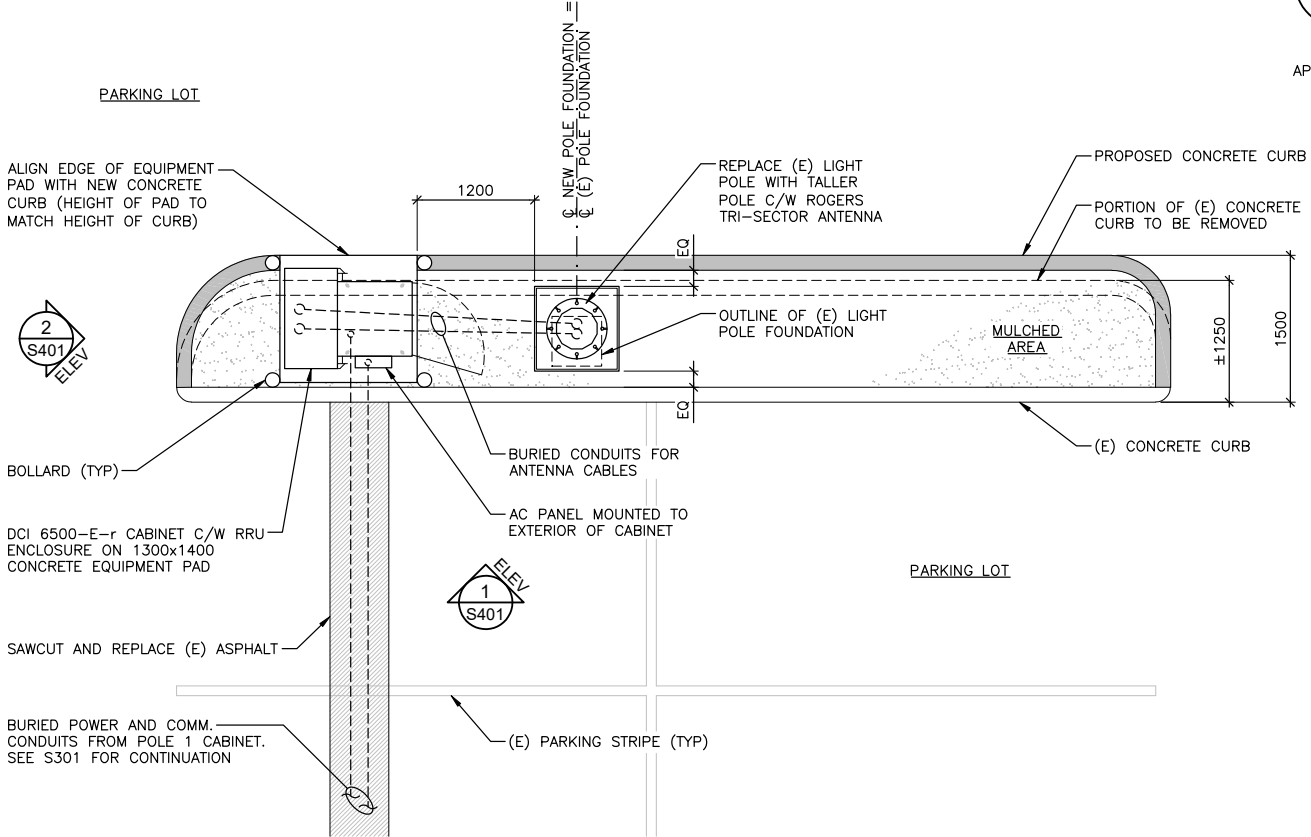 PARKING LOT
AP
℄ NEW POLE FOUNDATION =
℄ (E) POLE FOUNDATION
ALIGN EDGE OF EQUIPMENT
PAD WITH NEW CONCRETE
CURB (HEIGHT OF PAD TO
MATCH HEIGHT OF CURB)
1200
REPLACE (E) LIGHT
POLE WITH TALLER
POLE C/W ROGERS
TRI-SECTOR ANTENNA
PROPOSED CONCRETE CURB
PORTION OF (E) CONCRETE
CURB TO BE REMOVED
EQ
OUTLINE OF (E) LIGHT
POLE FOUNDATION
MULCHED
AREA
±1250
1500
2
S401
ELEV
EQ
BOLLARD (TYP)
BURIED CONDUITS FOR
ANTENNA CABLES
(E) CONCRETE CURB
AC PANEL MOUNTED TO
EXTERIOR OF CABINET
DCI 6500-E-r CABINET C/W RRU
ENCLOSURE ON 1300x1400
CONCRETE EQUIPMENT PAD
PARKING LOT
ELEV
1
S401
SAWCUT AND REPLACE (E) ASPHALT
BURIED POWER AND COMM.
CONDUITS FROM POLE 1 CABINET.
SEE S301 FOR CONTINUATION
(E) PARKING STRIPE (TYP)